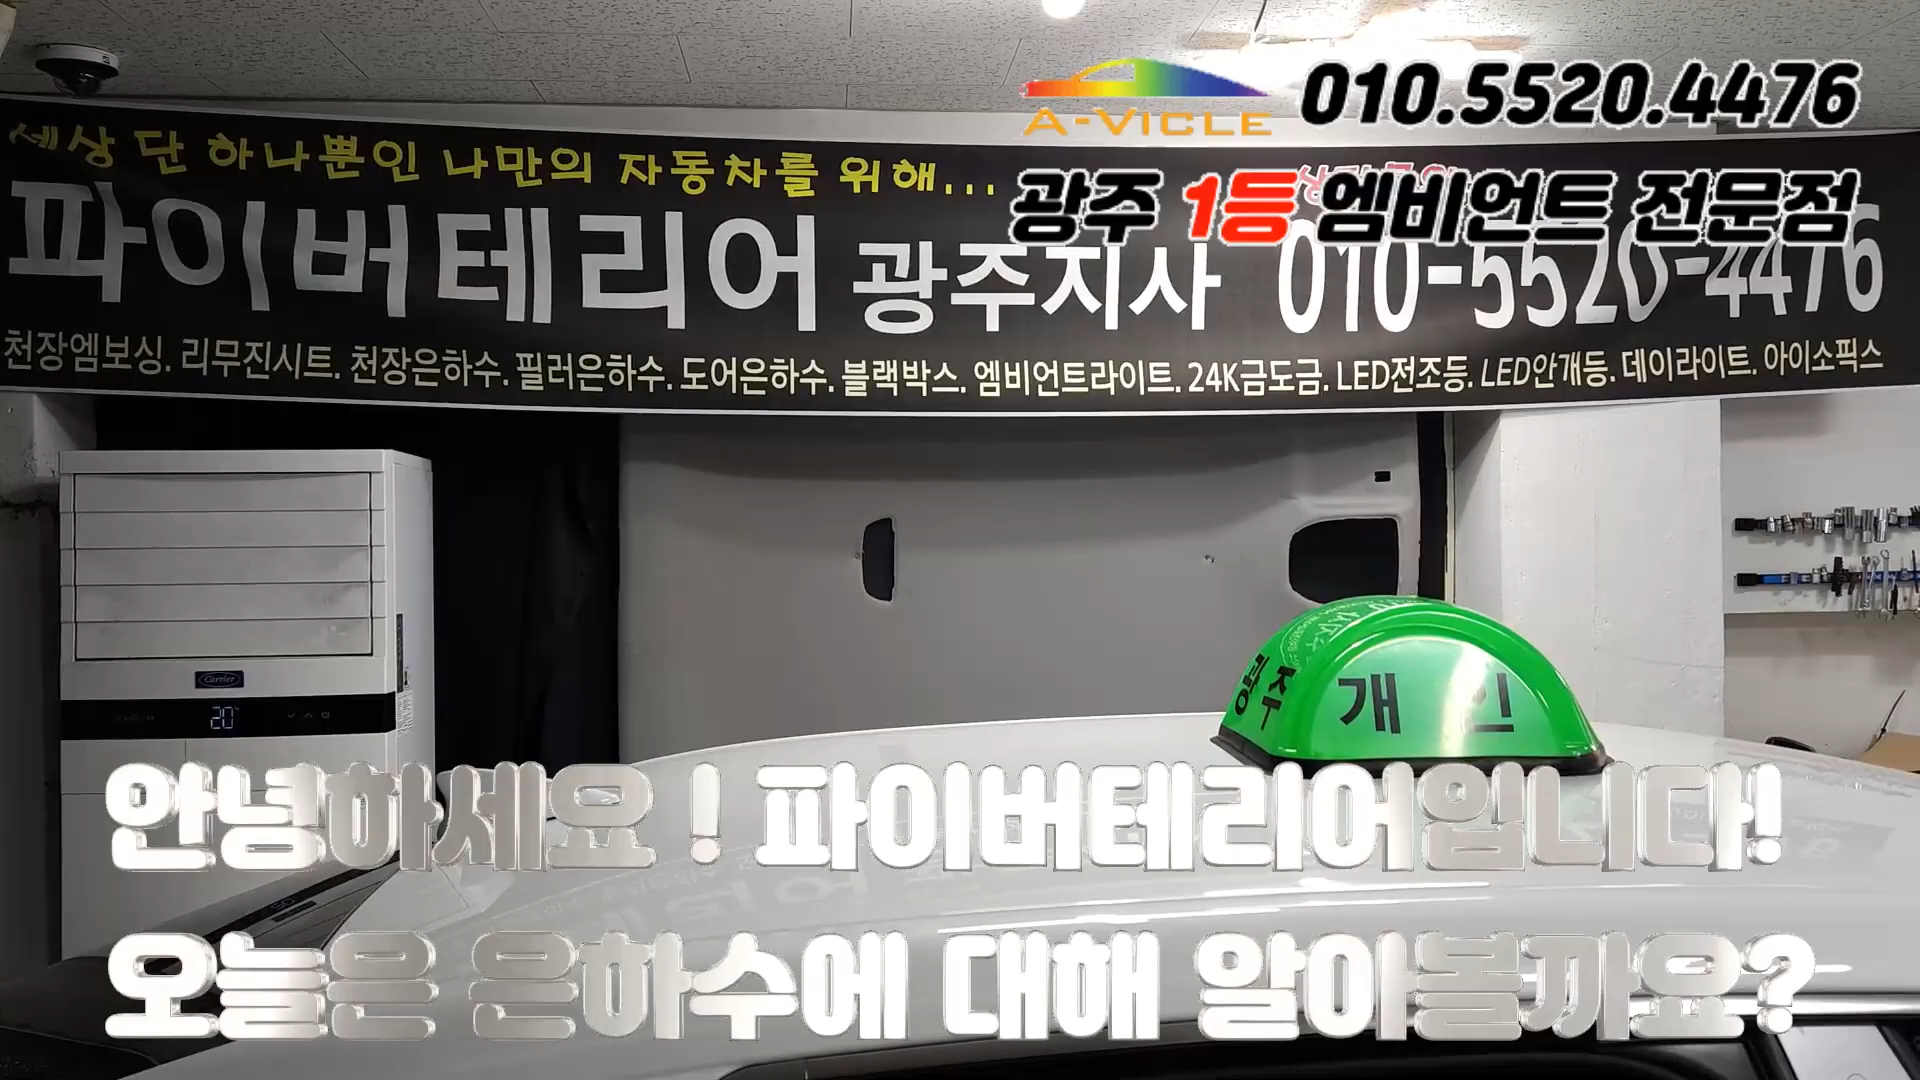 A-VICLE 010.5520.4476
광주 1등 엠비언트 전문점
세상 단 하나뿐인 나만의 자동차를 위해...
파이버테리어 광주지사 010-5520-4476
천장엠보싱. 리무진시트. 천장은하수. 필러은하수. 도어은하수. 블랙박스. 엠비언트라이트. 24K금도금. LED전조등. LED안개등. 데이라이트. 아이소픽스
Carrier
20
광주 개인
안녕하세요! 파이버테리어입니다!
오늘은 은하수에 대해 알아볼까요?